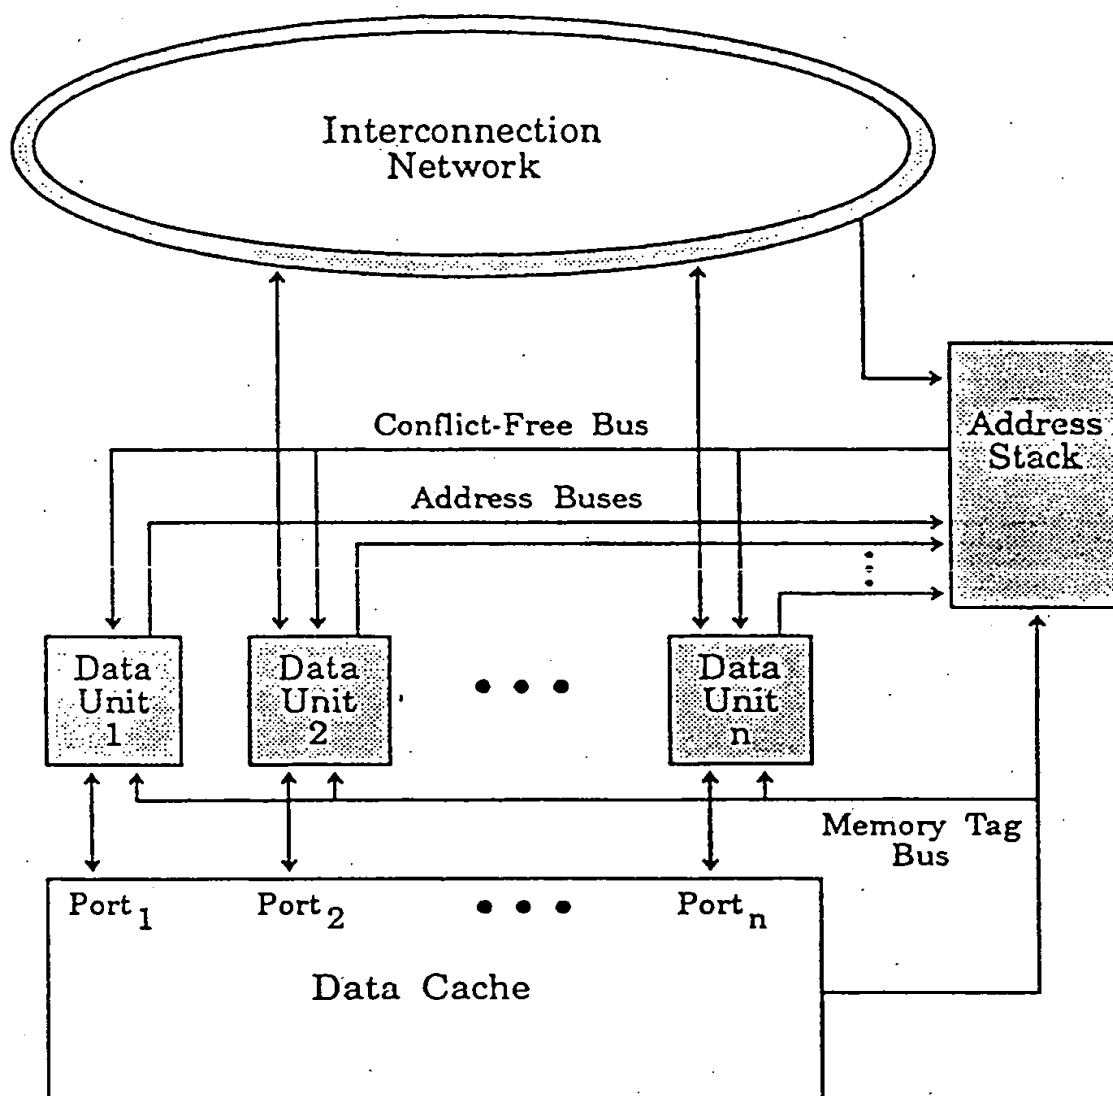 Interconnection
Network
Conflict-Free Bus
Address
Stack
Address Buses
Data
Unit
1
Data
Unit
2
Data
Unit
n
Memory Tag
Bus
Port1
Port2
Portn
Data Cache